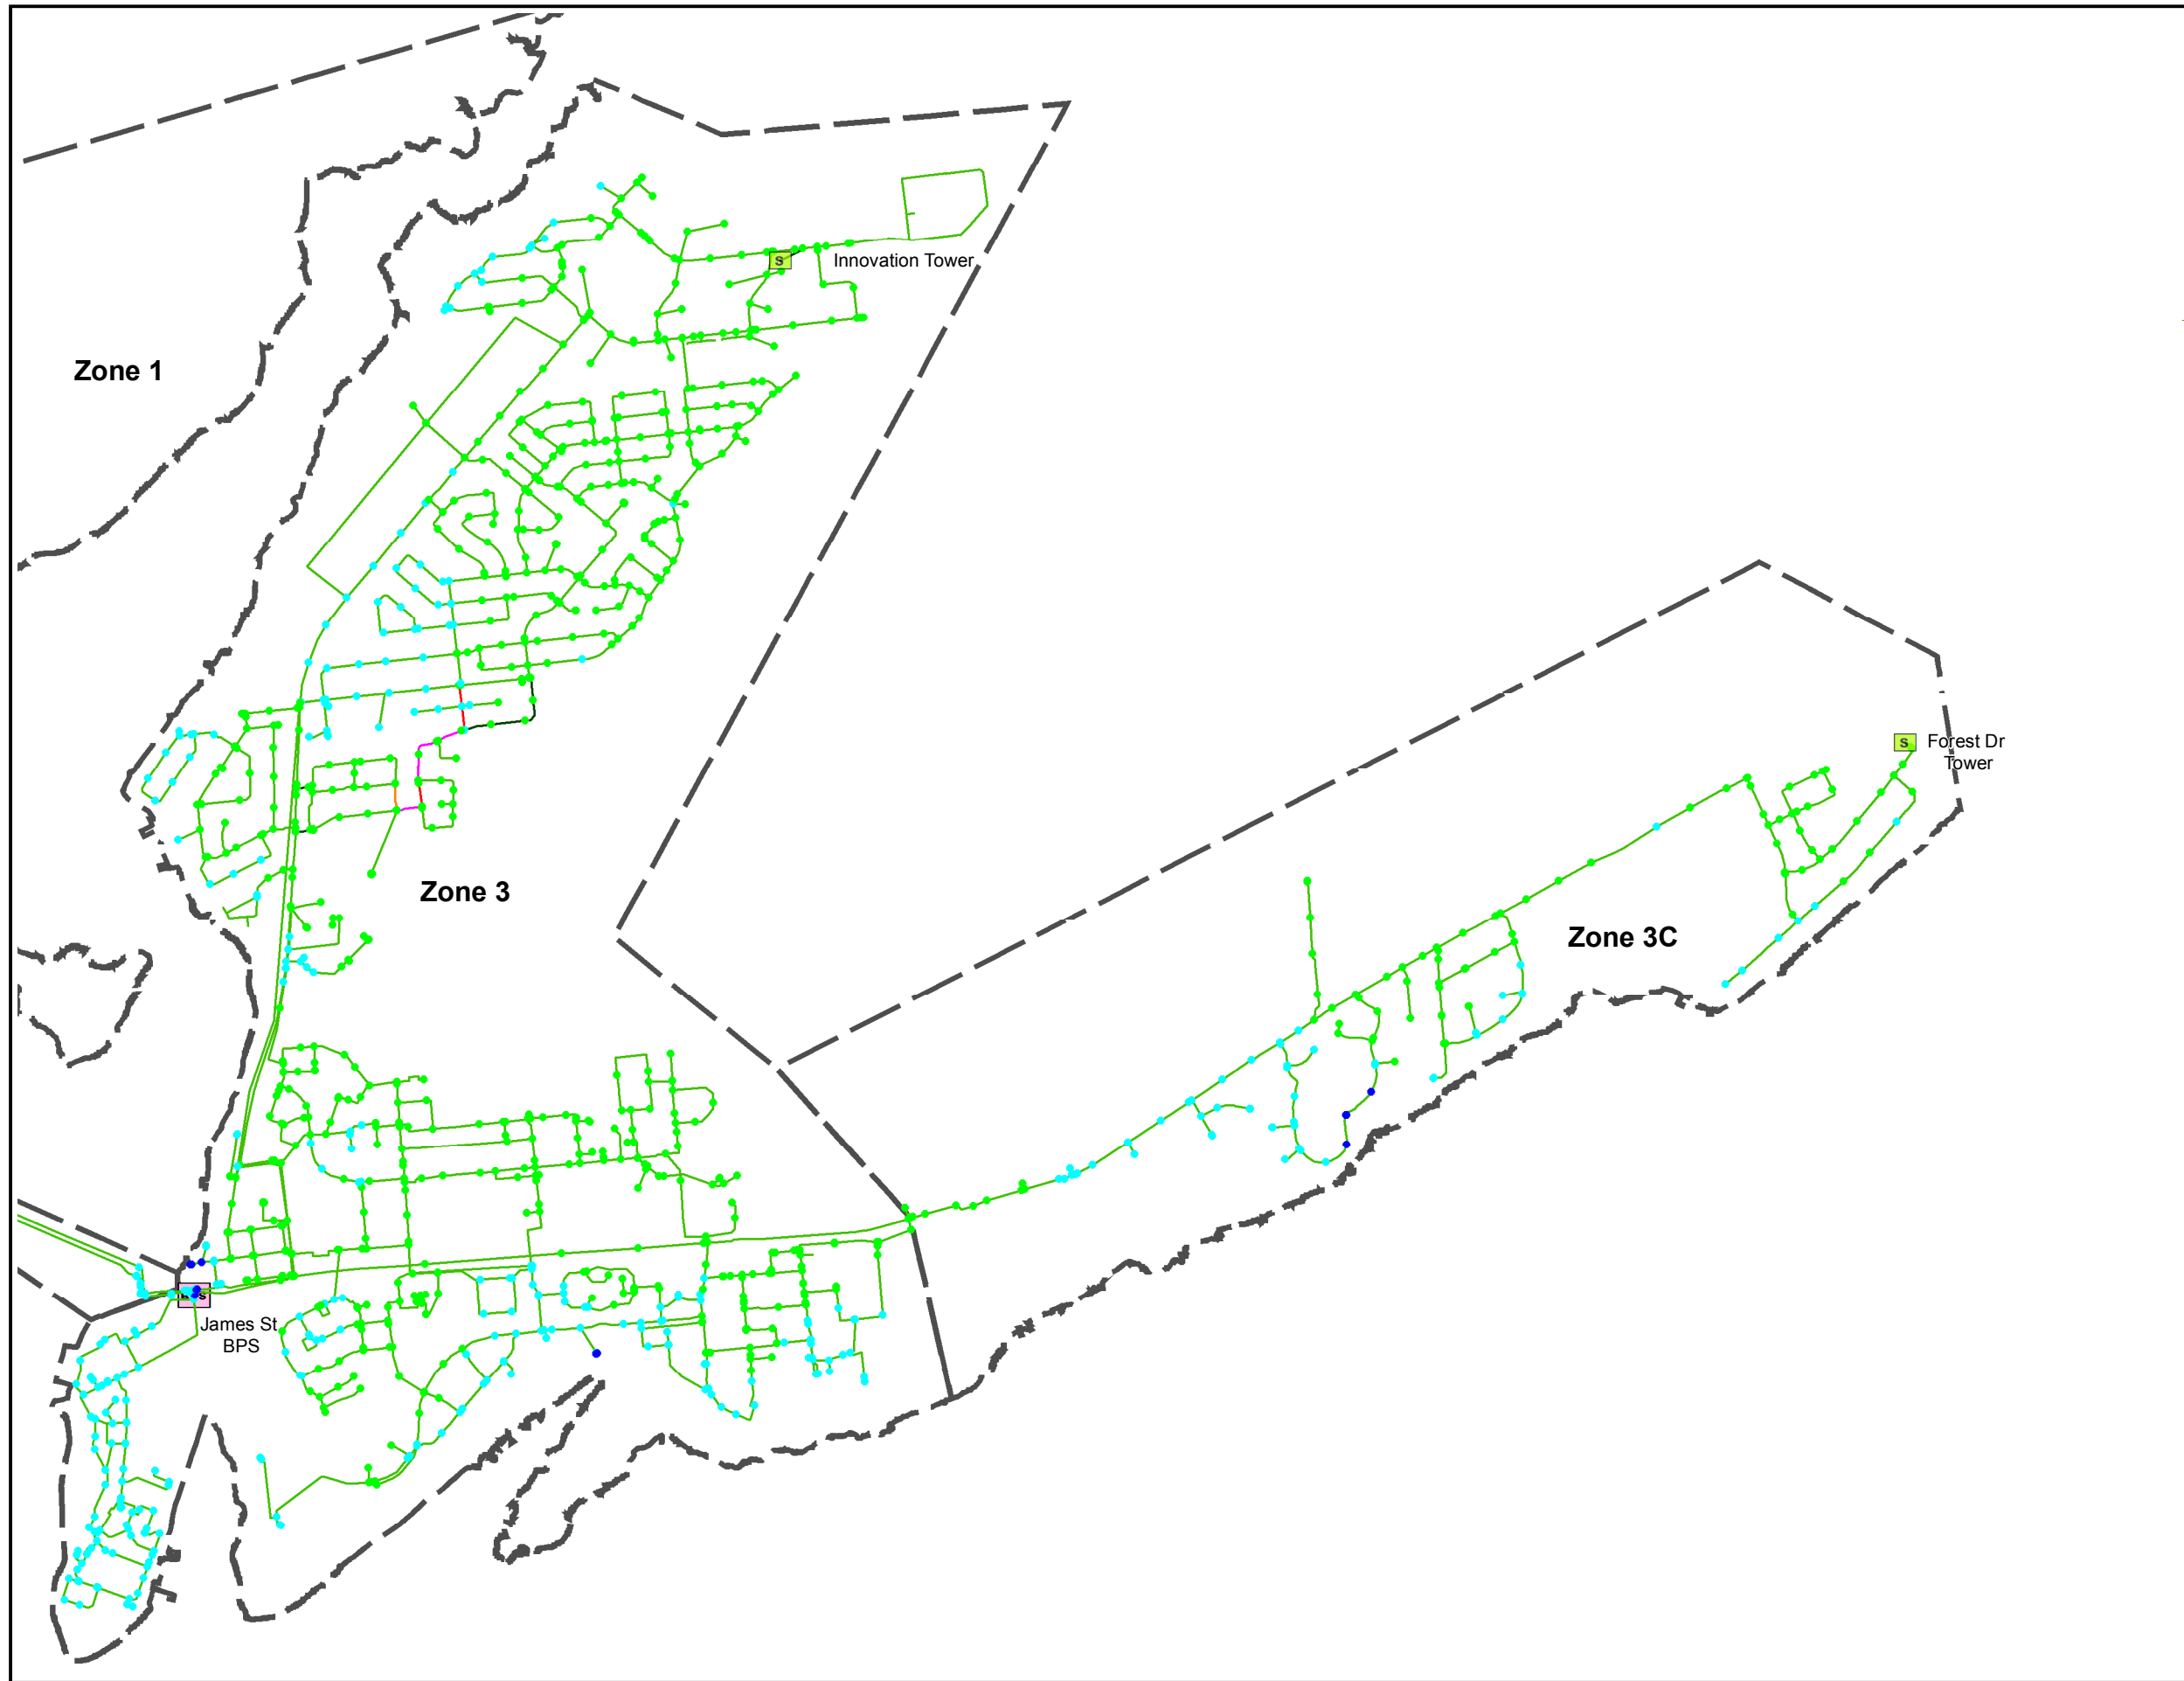 S
Innovation Tower
Zone 1
S
Forest Dr
Tower
Zone 3
Zone 3C
S
James St
BPS